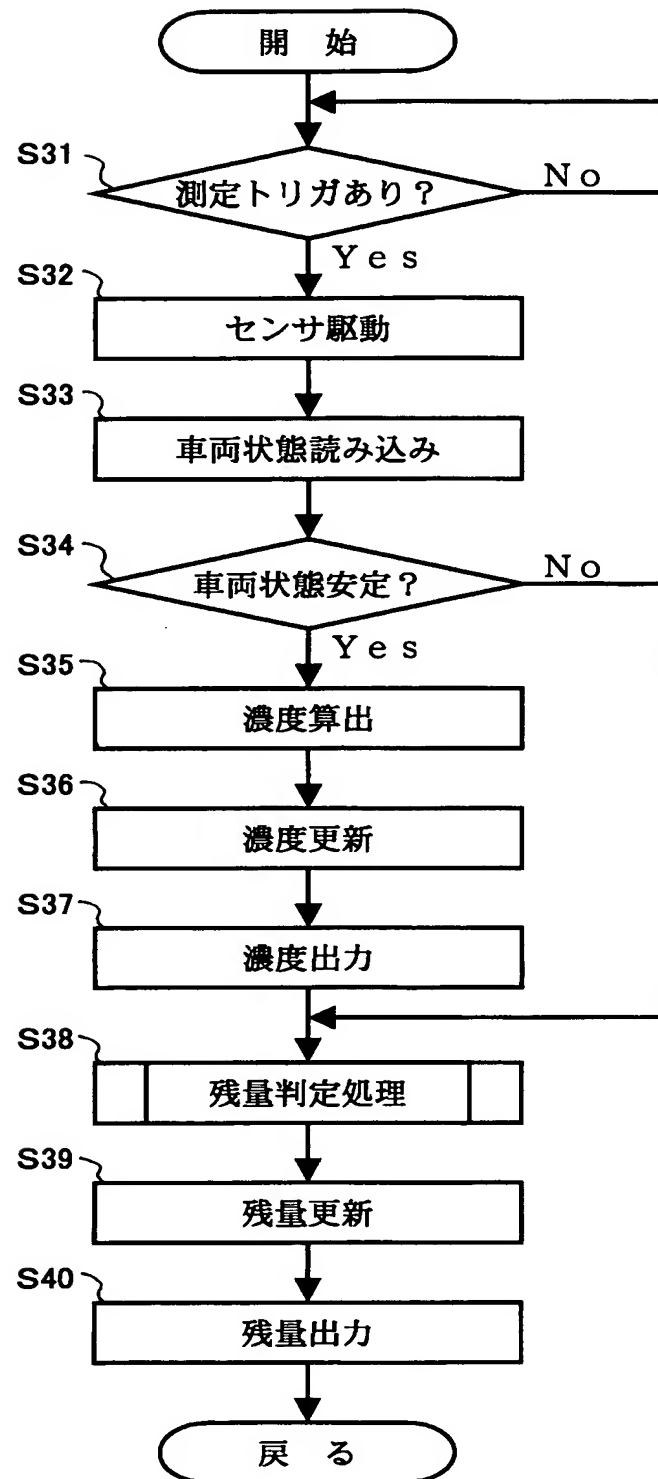 開 始
S31
測定トリガあり？
No
Yes
S32
センサ駆動
S33
車両状態読み込み
S34
車両状態安定？
No
Yes
S35
濃度算出
S36
濃度更新
S37
濃度出力
S38
残量判定処理
S39
残量更新
S40
残量出力
戻 る